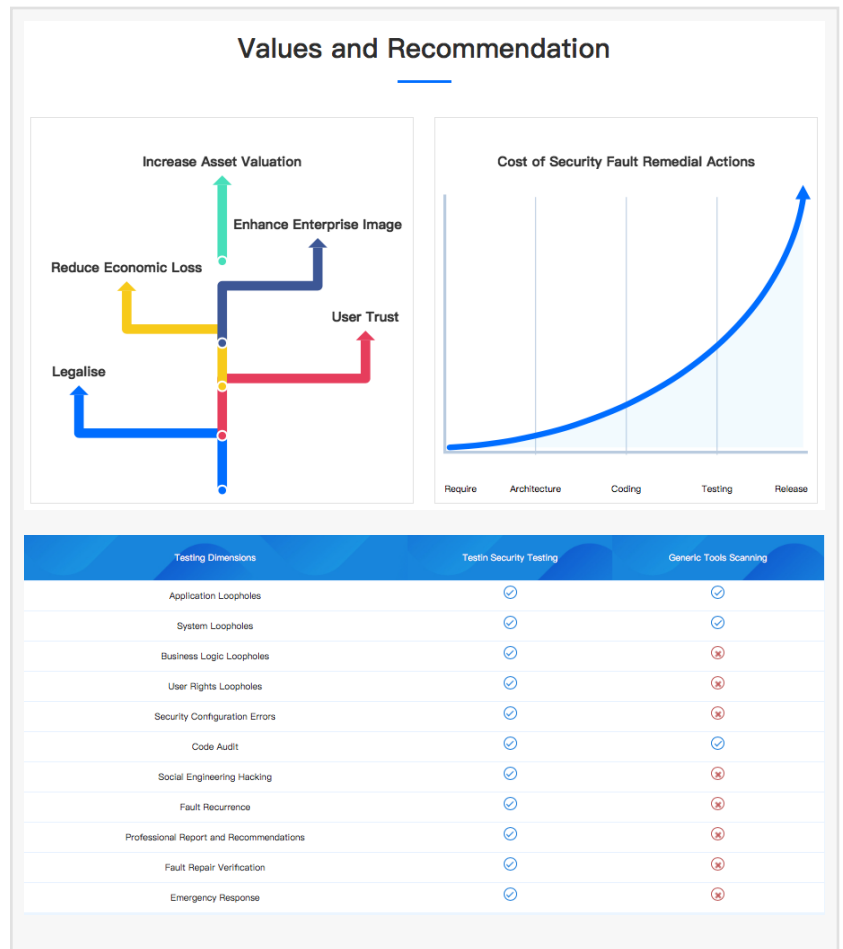 Values and Recommendation
Increase Asset Valuation
Enhance Enterprise Image
Reduce Economic Loss
User Trust
Legalise
Cost of Security Fault Remedial Actions
Require Architecture Coding Testing Release
Testing Dimensions Testin Security Testing Generic Tools Scanning
Application Loopholes
System Loopholes
Business Logic Loopholes
User Rights Loopholes
Security Configuration Errors
Code Audit
Social Engineering Hacking
Fault Recurrence
Professional Report and Recommendations
Fault Repair Verification
Emergency Response